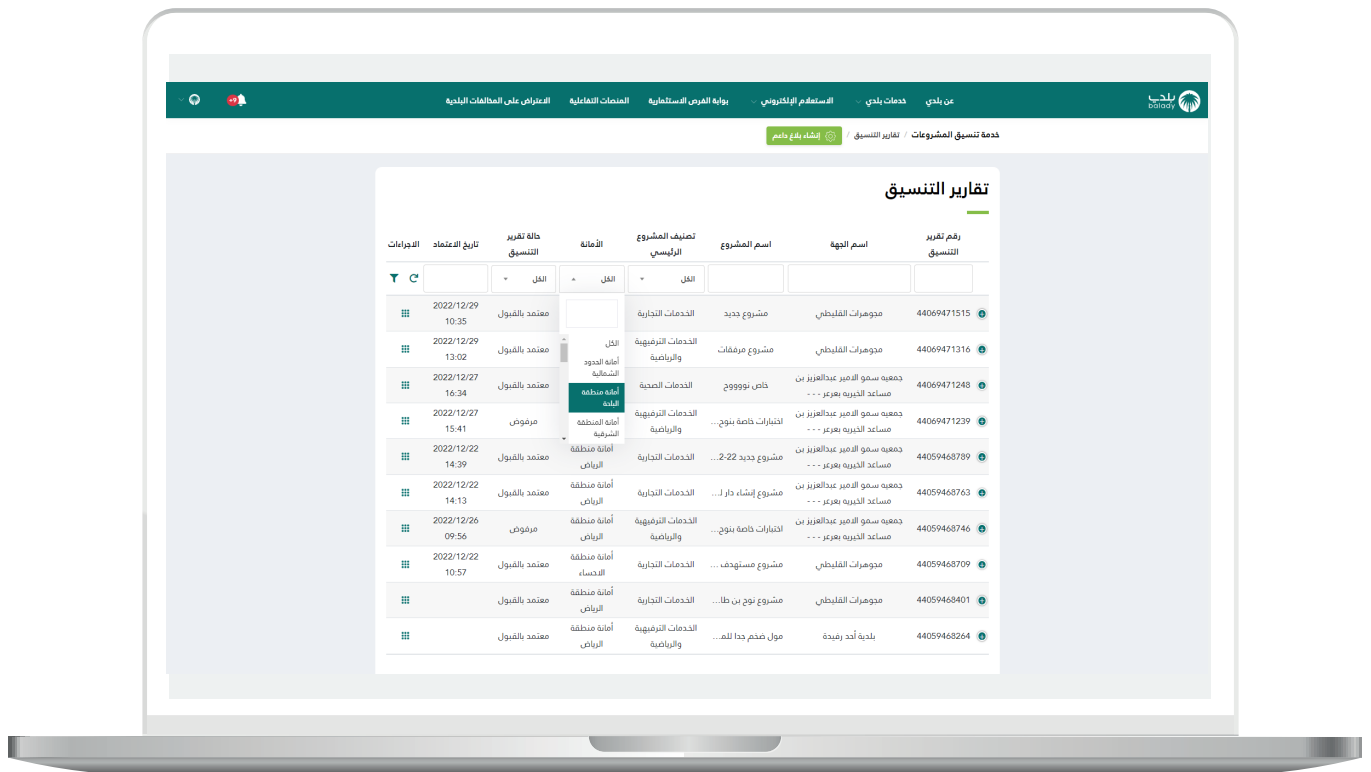 بلدي
balady
عن بلدي
خدمات بلدي
الاستعلام الإلكتروني
بوابة الفرص الاستثمارية
المنصات التفاعلية
الاعتراض على المخالفات البلدية
+9
خدمة تنسيق المشروعات / تقارير التنسيق / إنشاء بلاغ داعم
تقارير التنسيق
رقم تقرير التنسيق
اسم الجهة
اسم المشروع
تصنيف المشروع الرئيسي
الأمانة
حالة تقرير التنسيق
تاريخ الاعتماد
الاجراءات
الكل
الكل
الكل
الكل
أمانة الحدود الشمالية
أمانة منطقة الباحة
أمانة المنطقة الشرقية
44069471515 مجوهرات القليطي مشروع جديد الخدمات التجارية معتمد بالقبول 2022/12/29 10:35
44069471316 مجوهرات القليطي مشروع مرفقات الخدمات الترفيهية والرياضية معتمد بالقبول 2022/12/29 13:02
44069471248 جمعيه سمو الامير عبدالعزيز بن مساعد الخيريه بعرعر - - - خاص نووووح الخدمات الصحية معتمد بالقبول 2022/12/27 16:34
44069471239 جمعيه سمو الامير عبدالعزيز بن مساعد الخيريه بعرعر - - - اختبارات خاصة بنوح... الخدمات الترفيهية والرياضية مرفوض 2022/12/27 15:41
44059468789 جمعيه سمو الامير عبدالعزيز بن مساعد الخيريه بعرعر - - - مشروع جديد 22-2... الخدمات التجارية أمانة منطقة الرياض معتمد بالقبول 2022/12/22 14:39
44059468763 جمعيه سمو الامير عبدالعزيز بن مساعد الخيريه بعرعر - - - مشروع إنشاء دار لـ... الخدمات التجارية أمانة منطقة الرياض معتمد بالقبول 2022/12/22 14:13
44059468746 جمعيه سمو الامير عبدالعزيز بن مساعد الخيريه بعرعر - - - اختبارات خاصة بنوح... الخدمات الترفيهية والرياضية أمانة منطقة الرياض مرفوض 2022/12/26 09:56
44059468709 مجوهرات القليطي مشروع مستهدف ... الخدمات التجارية أمانة منطقة الاحساء معتمد بالقبول 2022/12/22 10:57
44059468401 مجوهرات القليطي مشروع نوح بن طا... الخدمات التجارية أمانة منطقة الرياض معتمد بالقبول
44059468264 بلدية أحد رفيدة مول ضخم جدا للمـ... الخدمات الترفيهية والرياضية أمانة منطقة الرياض معتمد بالقبول